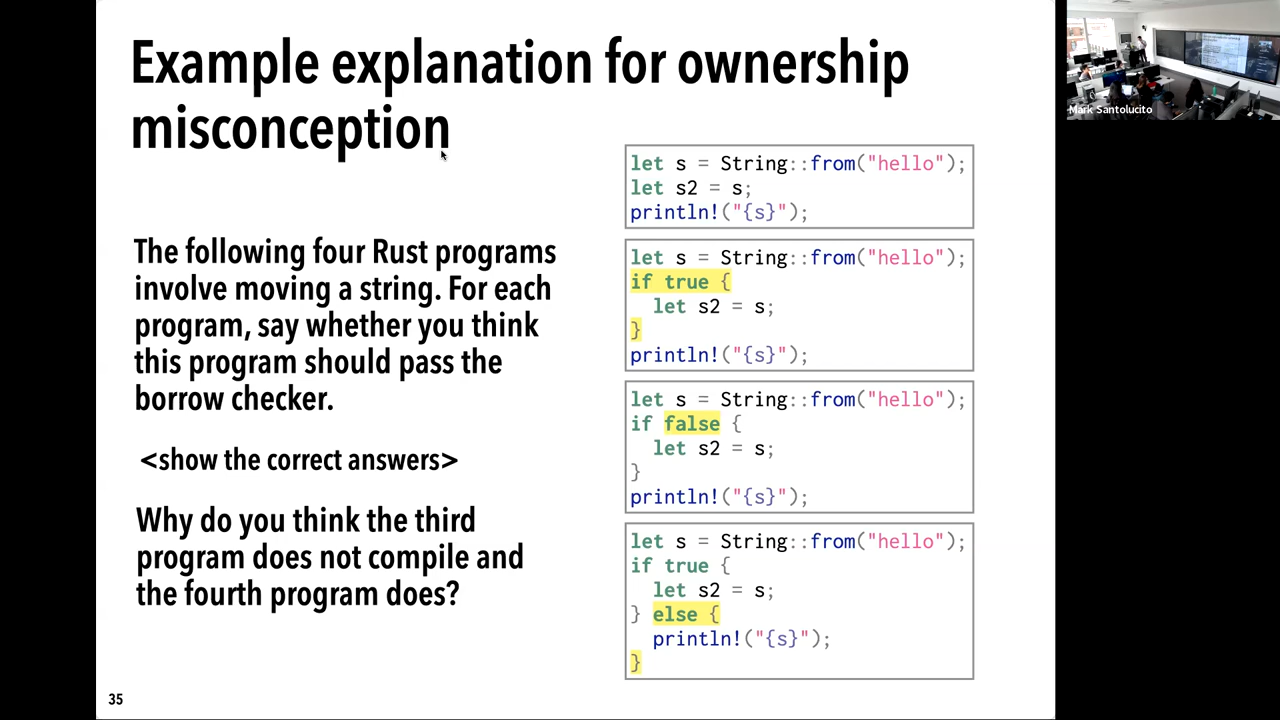 Example explanation for ownership
misconception
The following four Rust programs
involve moving a string. For each
program, say whether you think
this program should pass the
borrow checker.
<show the correct answers>
Why do you think the third
program does not compile and
the fourth program does?
let s = String::from("hello");
let s2 = s;
println!("{s}");
let s = String::from("hello");
if true {
  let s2 = s;
}
println!("{s}");
let s = String::from("hello");
if false {
  let s2 = s;
}
println!("{s}");
let s = String::from("hello");
if true {
  let s2 = s;
} else {
  println!("{s}");
}
35
Mark Santolucito